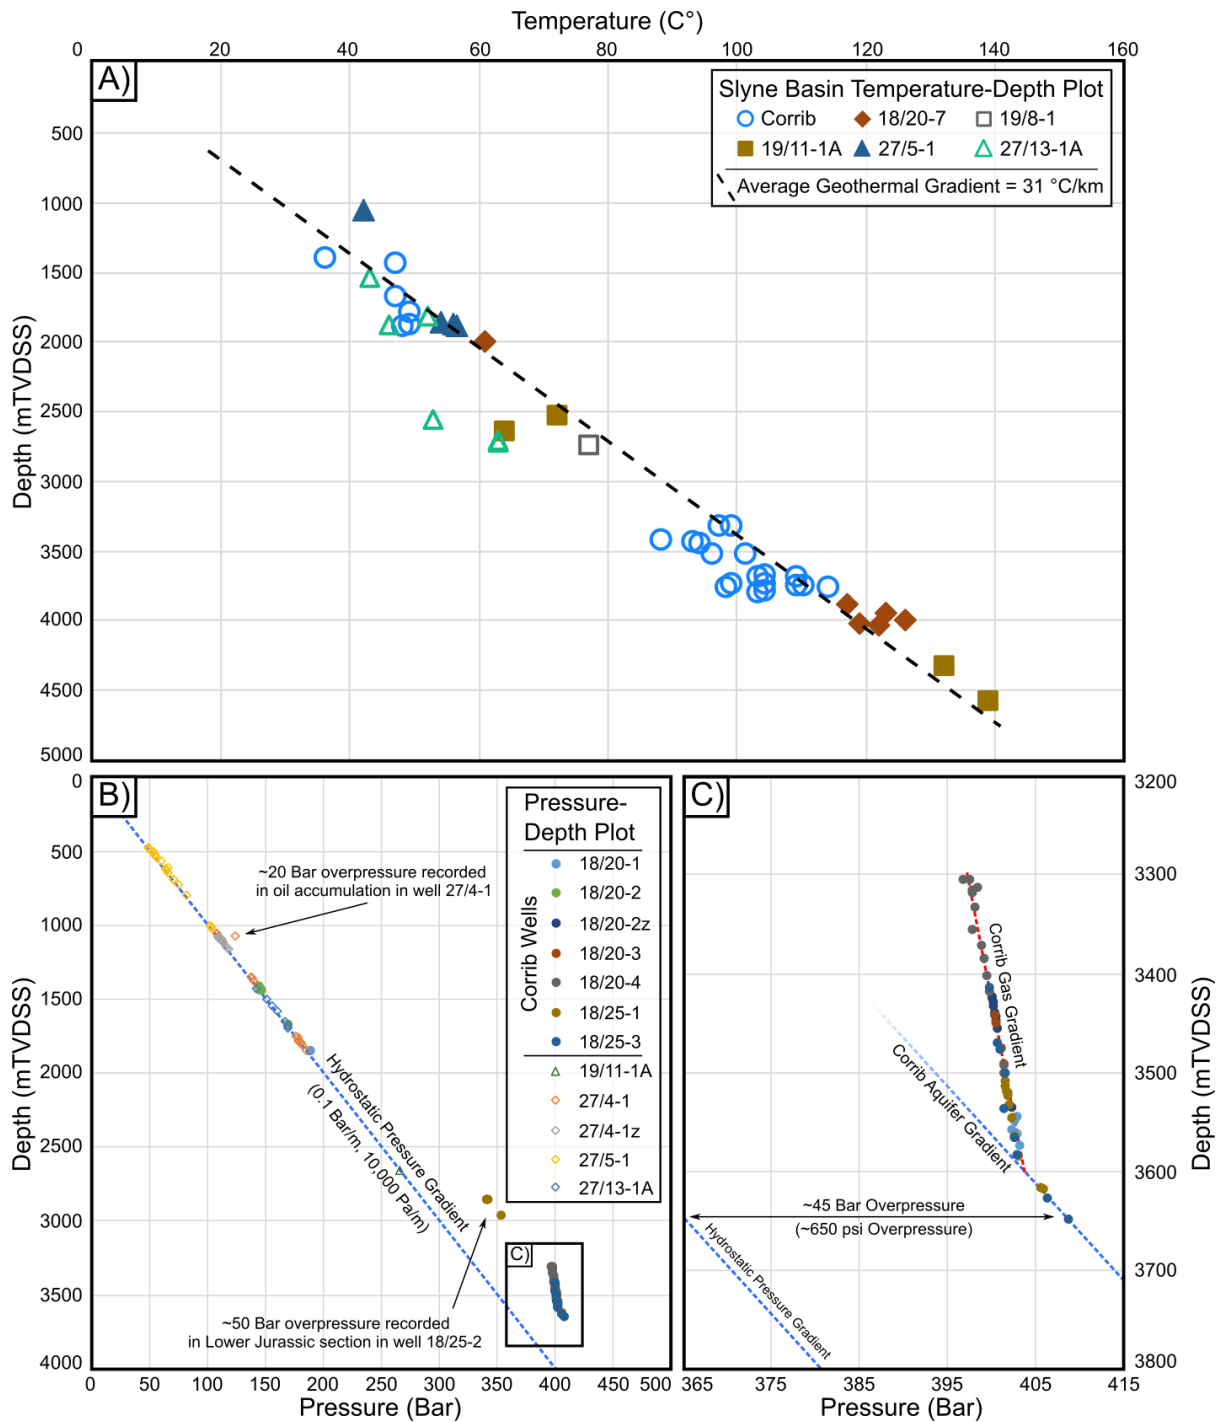 Temperature (C°)
0 20 40 60 80 100 120 140 160
A)
Slyne Basin Temperature-Depth Plot
Corrib 18/20-7 19/8-1
19/11-1A 27/5-1 27/13-1A
Average Geothermal Gradient = 31 °C/km
Depth (mTVDSS)
500
1000
1500
2000
2500
3000
3500
4000
4500
5000
B)
0
500
1000
1500
2000
2500
3000
3500
4000
Depth (mTVDSS)
~20 Bar overpressure recorded
in oil accumulation in well 27/4-1
Pressure-
Depth Plot
Corrib Wells
18/20-1
18/20-2
18/20-2z
18/20-3
18/20-4
18/25-1
18/25-3
19/11-1A
27/4-1
27/4-1z
27/5-1
27/13-1A
Hydrostatic Pressure Gradient
(0.1 Bar/m, 10,000 Pa/m)
C)
~50 Bar overpressure recorded
in Lower Jurassic section in well 18/25-2
0 50 100 150 200 250 300 350 400 450 500
Pressure (Bar)
C)
3200
3300
3400
3500
3600
3700
3800
Depth (mTVDSS)
Corrib Gas Gradient
Corrib Aquifer Gradient
~45 Bar Overpressure
(~650 psi Overpressure)
Hydrostatic Pressure Gradient
365 375 385 395 405 415
Pressure (Bar)